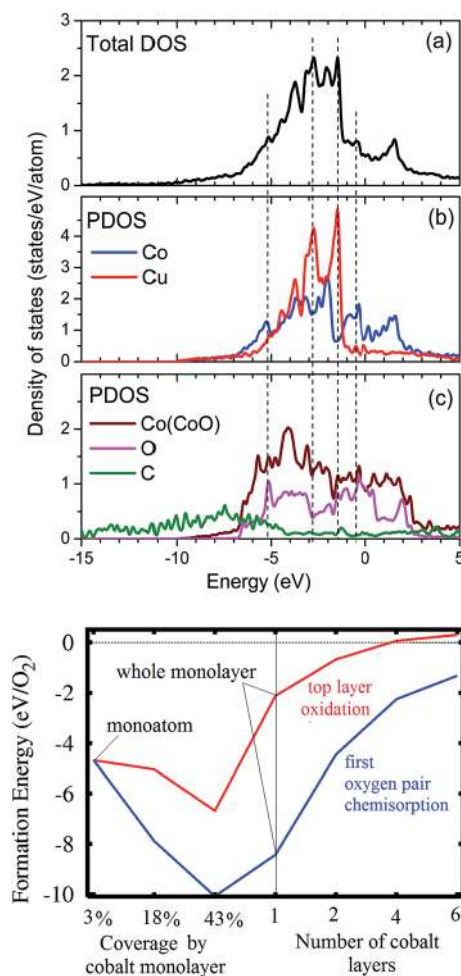 Total DOS
(a)
3
2
1
0
PDOS
(b)
Co
Cu
4
3
2
1
0
PDOS
(c)
Co(CoO)
O
C
2
1
0
Density of states (states/eV/atom)
-15 -10 -5 0 5
Energy (eV)
0
-2
-4
-6
-8
-10
Formation Energy (eV/O2)
whole monolayer
monoatom
top layer
oxidation
first
oxygen pair
chemisorption
3% 18% 43% 1 2 4 6
Coverage by
cobalt monolayer
Number of cobalt
layers